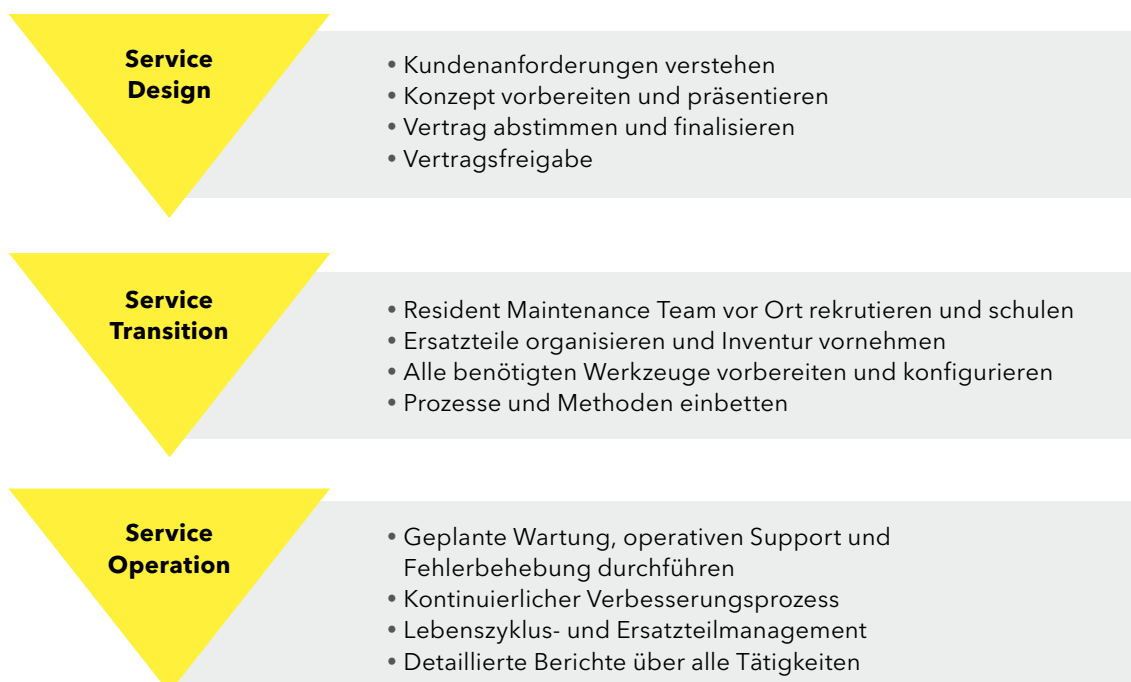 Service
Design
• Kundenanforderungen verstehen
• Konzept vorbereiten und präsentieren
• Vertrag abstimmen und finalisieren
• Vertragsfreigabe
Service
Transition
• Resident Maintenance Team vor Ort rekrutieren und schulen
• Ersatzteile organisieren und Inventur vornehmen
• Alle benötigten Werkzeuge vorbereiten und konfigurieren
• Prozesse und Methoden einbetten
Service
Operation
• Geplante Wartung, operativen Support und
Fehlerbehebung durchführen
• Kontinuierlicher Verbesserungsprozess
• Lebenszyklus- und Ersatzteilmanagement
• Detaillierte Berichte über alle Tätigkeiten